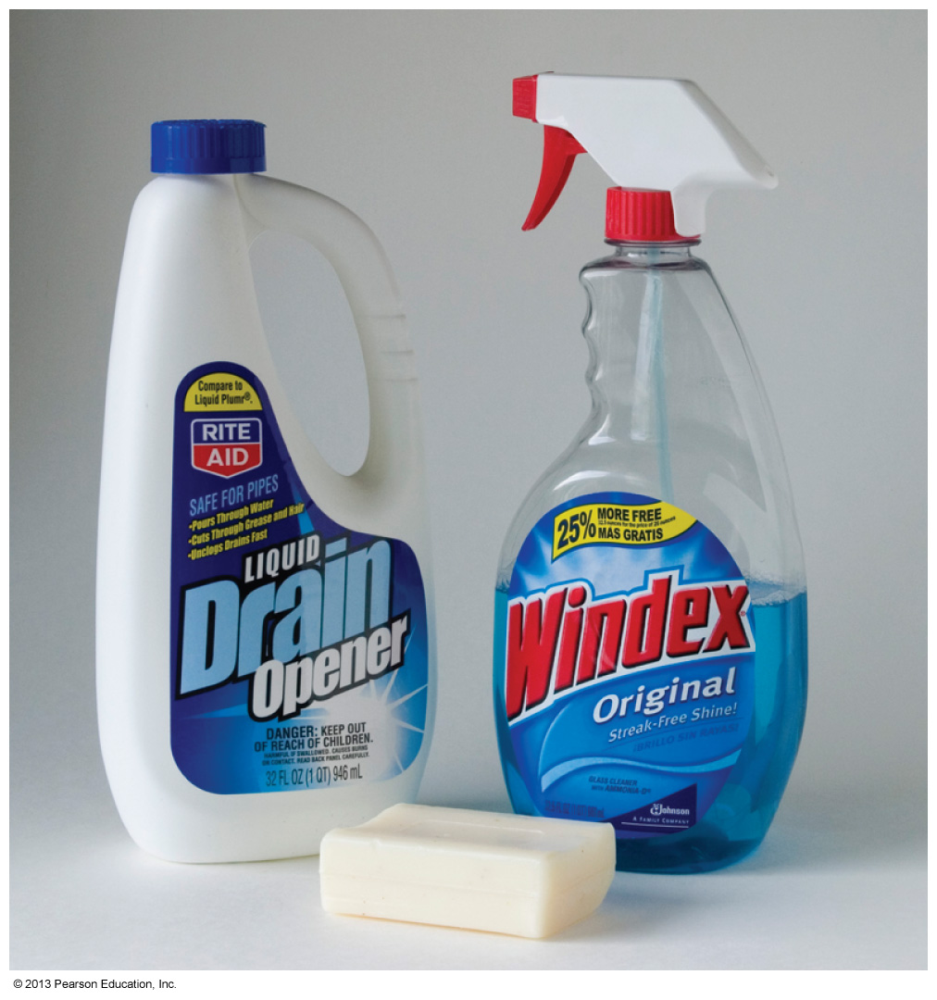 Compare to
Liquid Plumr®.
RITE
AID
SAFE FOR PIPES
•Pours Through Water
•Cuts Through Grease and Hair
•Unclogs Drains Fast
LIQUID
Drain
Opener
DANGER: KEEP OUT
OF REACH OF CHILDREN.
HARMFUL IF SWALLOWED. CAUSES BURNS
ON CONTACT. READ BACK PANEL CAREFULLY.
32 FL OZ (1 QT) 946 mL
25% MORE FREE
MÁS GRATIS
Windex
Original
Streak-Free Shine!
¡BRILLO SIN RAYAS!
GLASS CLEANER
with AMMONIA-D®
SC Johnson
A FAMILY COMPANY
© 2013 Pearson Education, Inc.